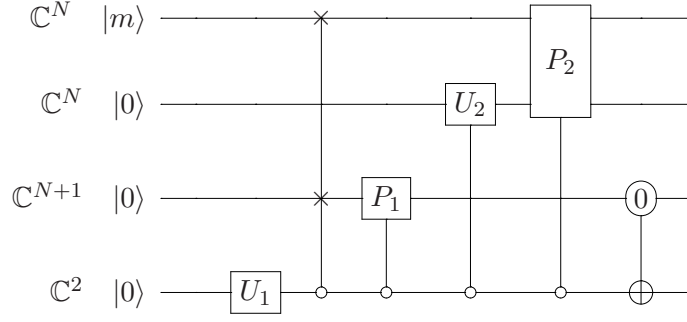 ℂ^N |m⟩ P_2
ℂ^N |0⟩ U_2
ℂ^{N+1} |0⟩ P_1 0
ℂ^2 |0⟩ U_1